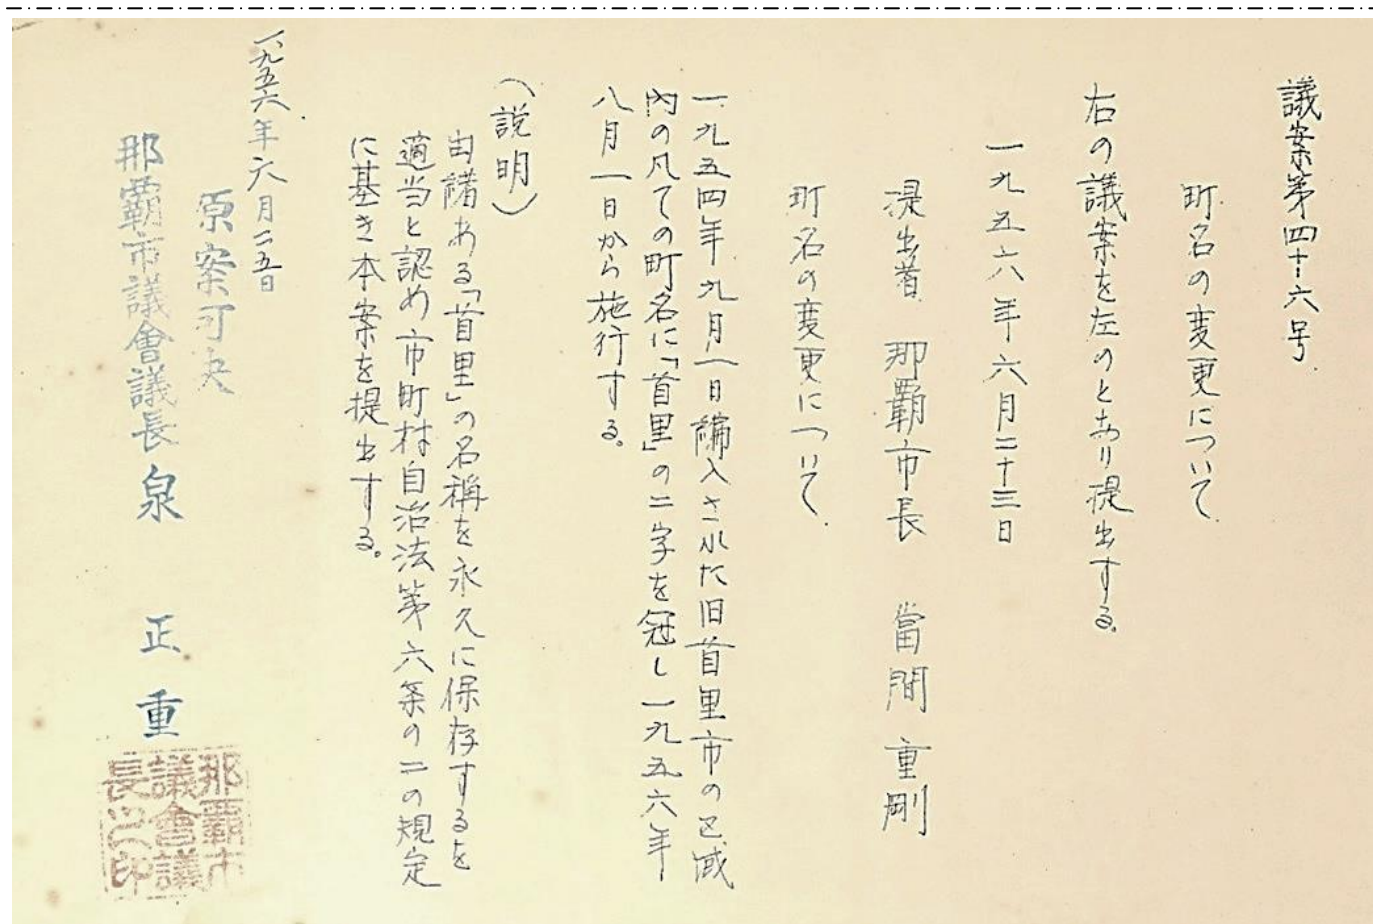 議案第四十六号
町名の変更について
右の議案を左のとおり提出する。
一九五六年六月二十三日
提出者 那覇市長 當間重剛
町名の変更について
一九五四年九月一日編入された旧首里市の区域
内の凡ての町名に「首里」の二字を冠し一九五六年
八月一日から施行する。
(説明)
由緒ある「首里」の名稱を永久に保存するを
適当と認め市町村自治法第六条の二の規定
に基き本案を提出する。
一九五六年六月二五日
原案可決
那覇市議會議長 泉 正重
那覇市
議會議
長之印